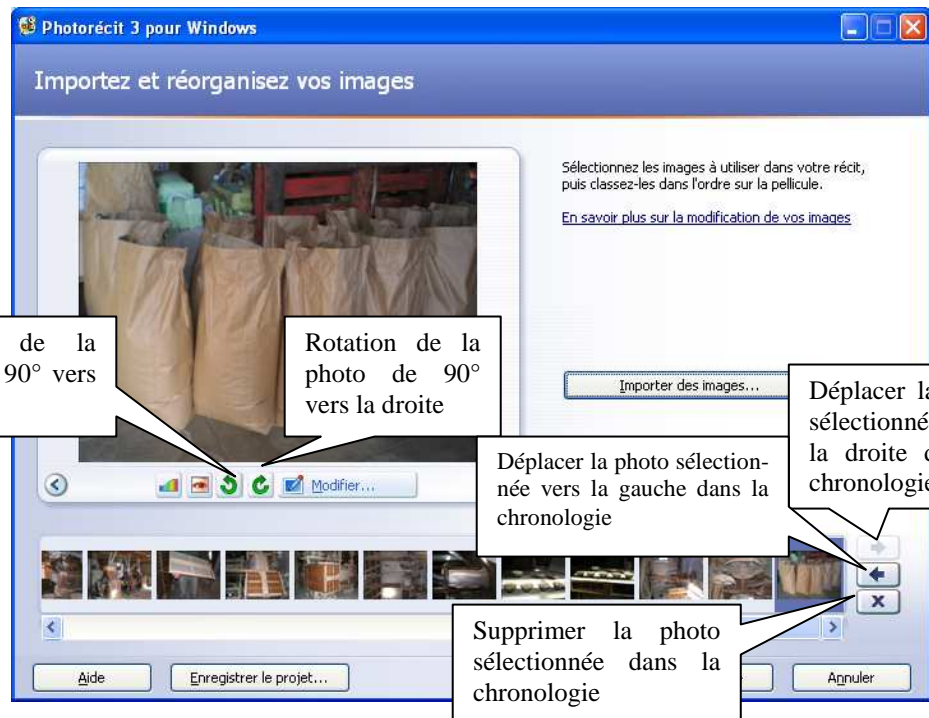 Photorécit 3 pour Windows
Importez et réorganisez vos images
Sélectionnez les images à utiliser dans votre récit,
puis classez-les dans l'ordre sur la pellicule.
En savoir plus sur la modification de vos images
de la
90° vers
Rotation de la
photo de 90°
vers la droite
Importer des images...
Déplacer la
sélectionné
la droite d
chronologie
Modifier...
Déplacer la photo sélection-
née vers la gauche dans la
chronologie
Supprimer la photo
sélectionnée dans la
chronologie
Aide
Enregistrer le projet...
Annuler